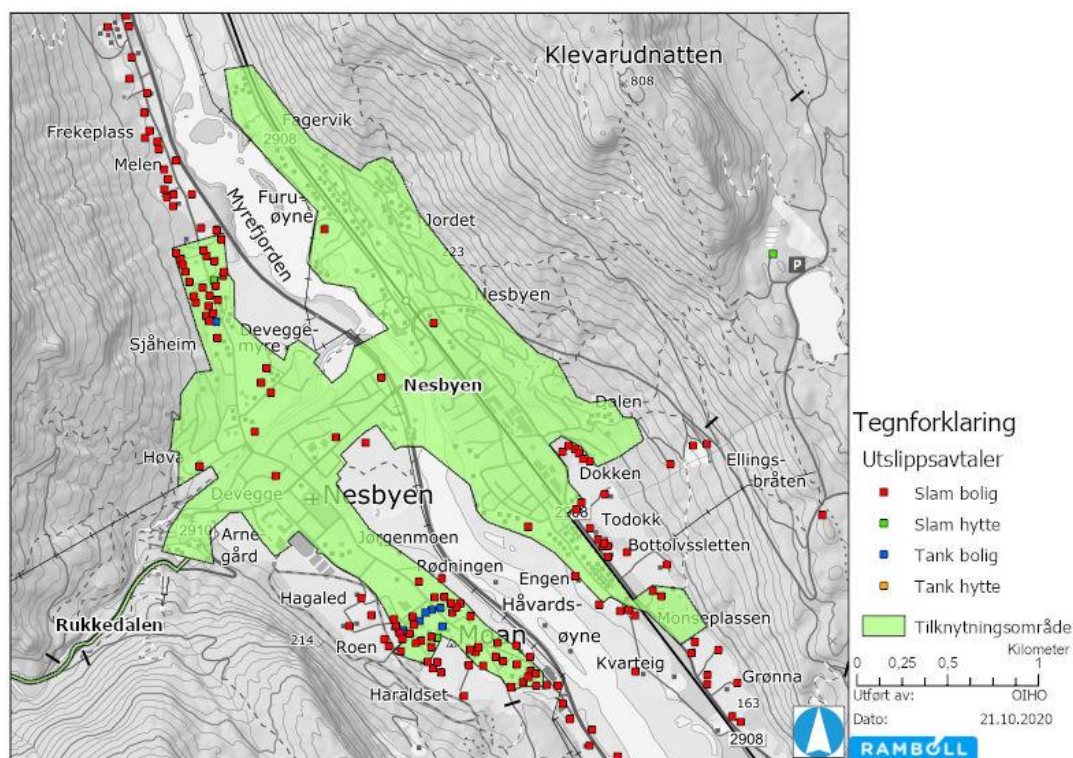 Klevarudnatten
808
Frekeplass
Fagervik
2908
Melen
Furu-
øyne
Myrefjorden
Jordet
223
P
Nesbyen
Sjåheim
Devegge-
myre
Nesbyen
Dalen
Høva
Dokken
Ellings-
bråten
Devegge
Nesbyen
2908
Todokk
2910
Arne-
gård
Jørgenmoen
Bottolvssletten
Rødningen
Engen
Hagaled
Håvards-
øyne
Monseplassen
Rukkedalen
214
Roen
Moan
Kvarteig
Grønna
Haraldset
163
2908
Tegnforklaring
Utslippsavtaler
Slam bolig
Slam hytte
Tank bolig
Tank hytte
Tilknytningsområde
Kilometer
0 0,25 0,5 1
Utført av: OIHO
Dato: 21.10.2020
RAMBOLL